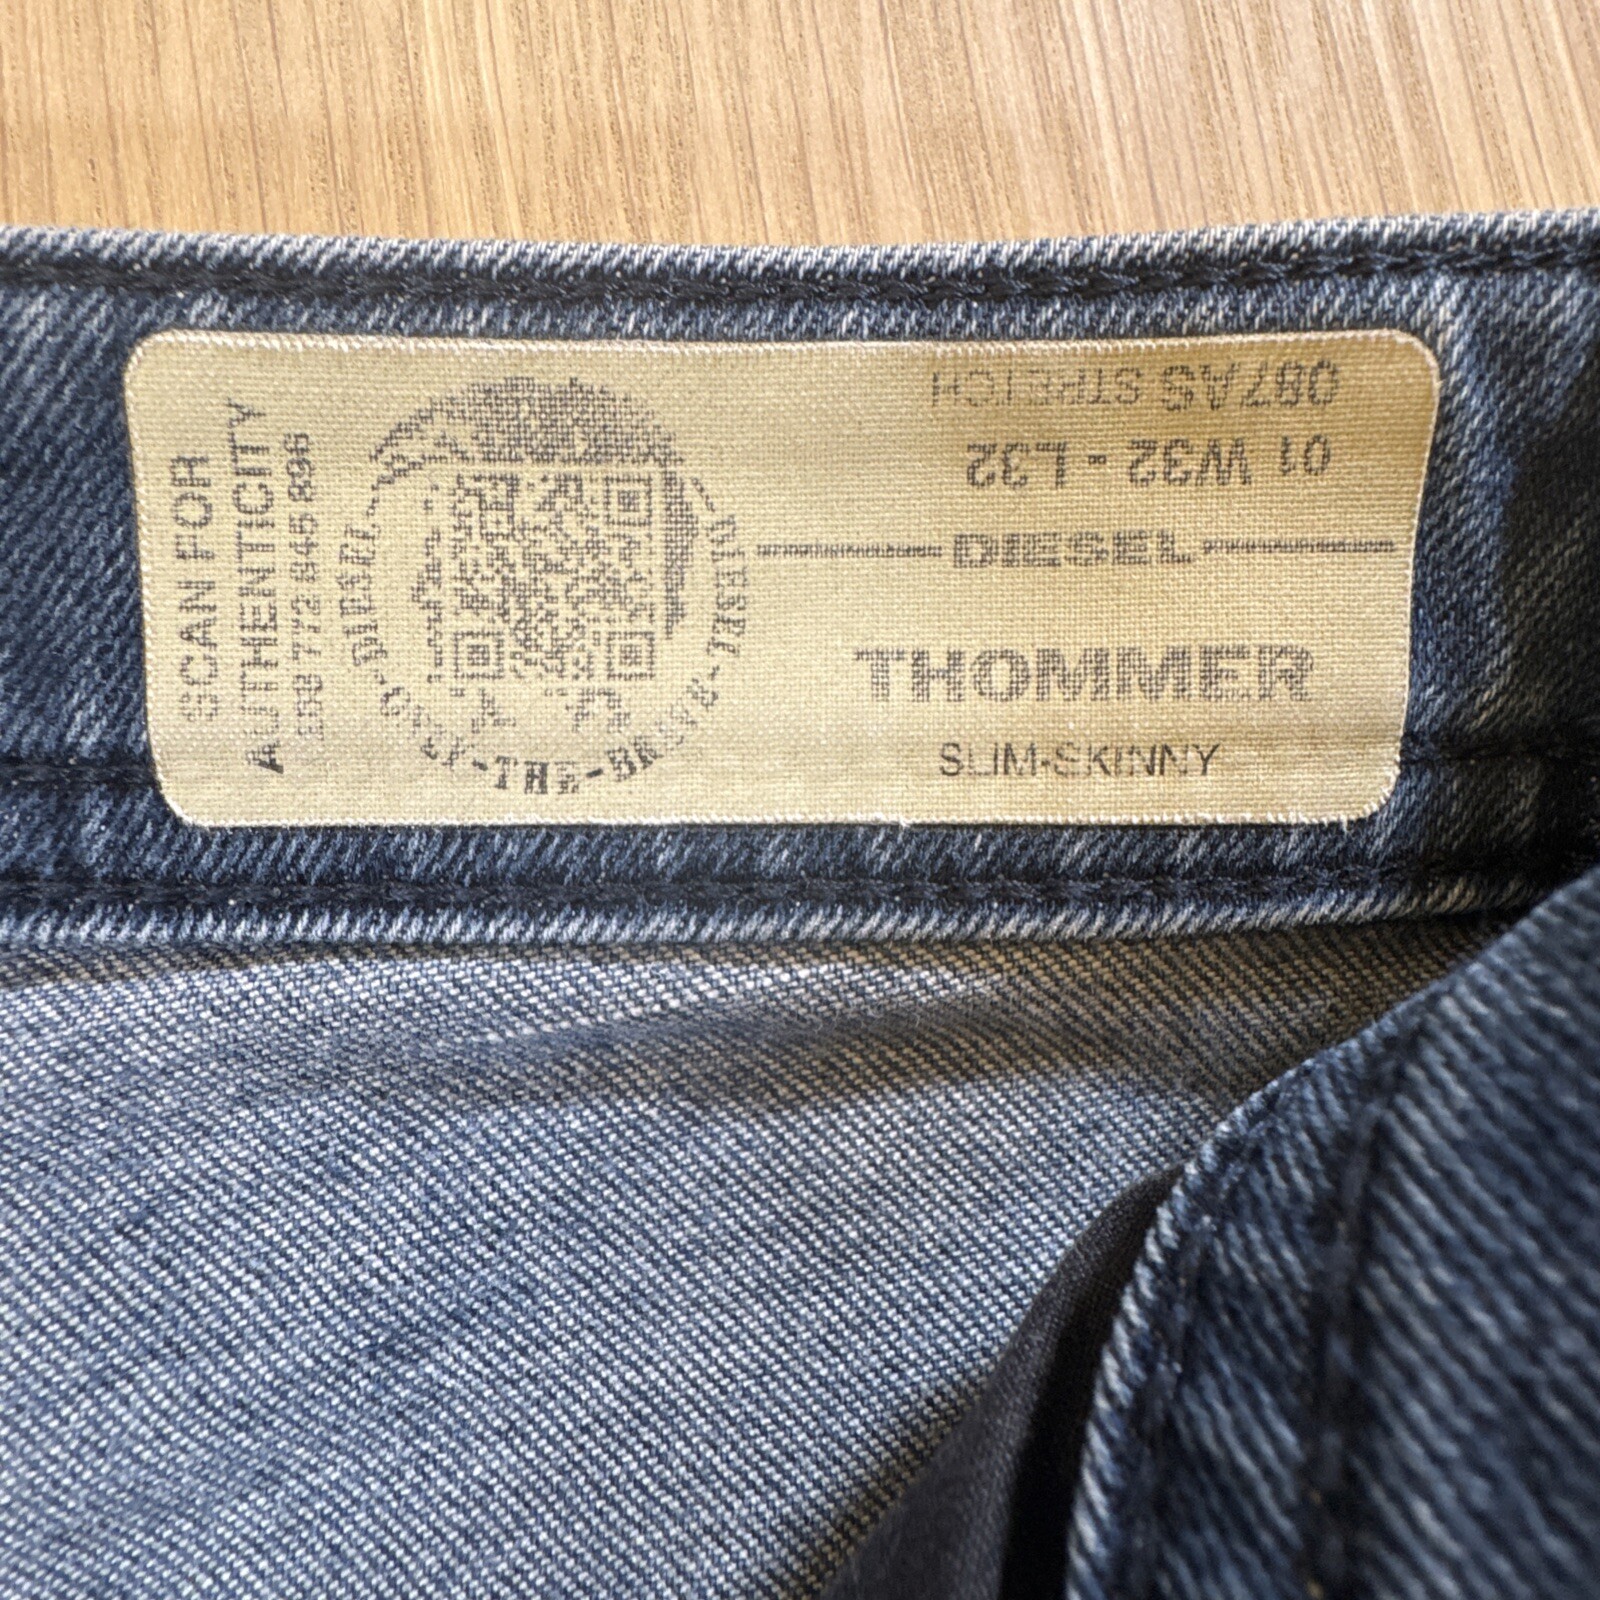 SCAN FOR
AUTHENTICITY
DIESEL-ONLY-THE-BRAVE-DIESEL
087AS STRETCH
01 W32 - L32
DIESEL
THOMMER
SLIM-SKINNY